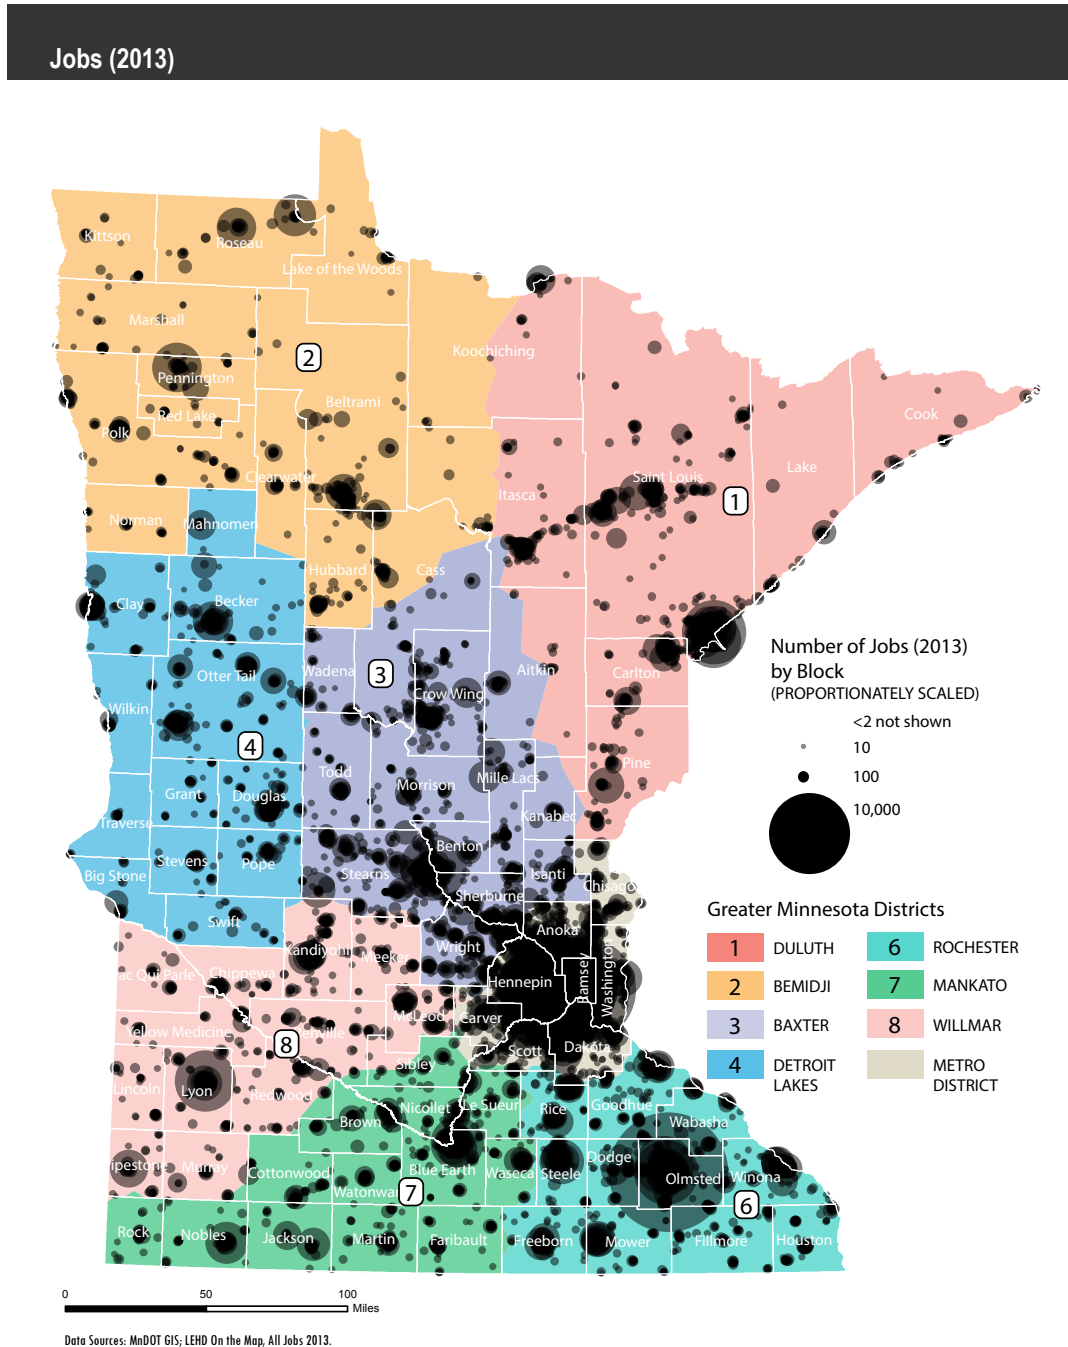 Jobs (2013)
Kittson
Roseau
Lake of the Woods
Marshall
2
Koochiching
Pennington
Beltrami
Red Lake
Cook
Polk
Clearwater
Saint Louis
Lake
Itasca
1
Norman
Mahnomen
Hubbard
Cass
Clay
Becker
Number of Jobs (2013)
by Block
(PROPORTIONATELY SCALED)
<2 not shown
10
100
10,000
Wadena
3
Aitkin
Carlton
Otter Tail
Crow Wing
Wilkin
4
Pine
Todd
Mille Lacs
Morrison
Grant
Douglas
Kanabec
Traverse
Benton
Stevens
Pope
Big Stone
Stearns
Isanti
Chisago
Sherburne
Swift
Anoka
Kandiyohi
Wright
Meeker
Lac Qui Parle
Chippewa
Hennepin
Ramsey
Washington
McLeod
Carver
Yellow Medicine
8
Scott
Dakota
Sibley
Lincoln
Lyon
Redwood
Nicollet
Le Sueur
Rice
Goodhue
Brown
Wabasha
Pipestone
Murray
Cottonwood
Blue Earth
Waseca
Steele
Dodge
Olmsted
Winona
Watonwan
7
6
Rock
Nobles
Jackson
Martin
Faribault
Freeborn
Mower
Fillmore
Houston
Greater Minnesota Districts
1 DULUTH
2 BEMIDJI
3 BAXTER
4 DETROIT
LAKES
6 ROCHESTER
7 MANKATO
8 WILLMAR
METRO
DISTRICT
0 50 100
Miles
Data Sources: MnDOT GIS; LEHD On the Map, All Jobs 2013.